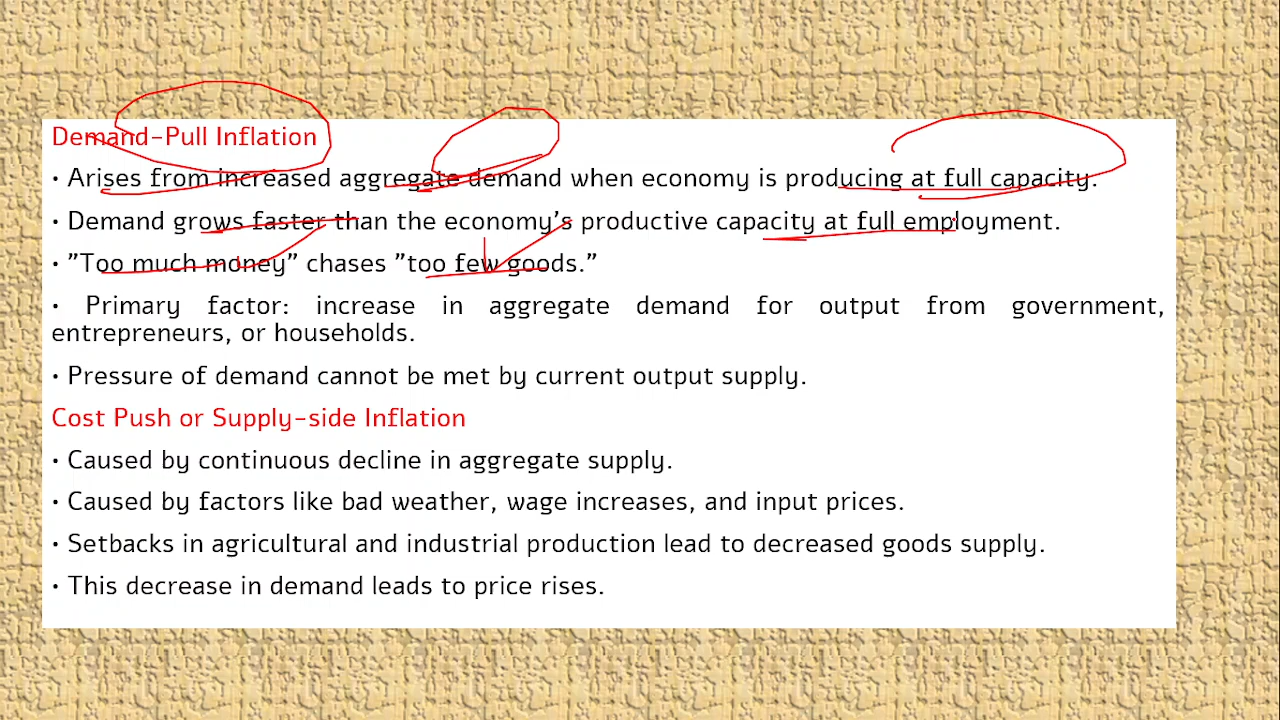 Demand-Pull Inflation
• Arises from increased aggregate demand when economy is producing at full capacity.
• Demand grows faster than the economy's productive capacity at full employment.
• "Too much money" chases "too few goods."
• Primary factor: increase in aggregate demand for output from government,
entrepreneurs, or households.
• Pressure of demand cannot be met by current output supply.
Cost Push or Supply-side Inflation
• Caused by continuous decline in aggregate supply.
• Caused by factors like bad weather, wage increases, and input prices.
• Setbacks in agricultural and industrial production lead to decreased goods supply.
• This decrease in demand leads to price rises.